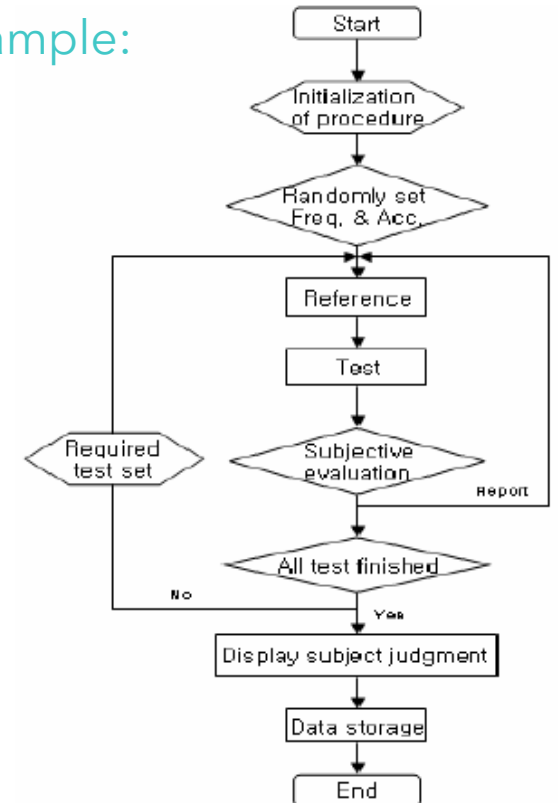 ample:
Start
Initialization
of procedure
Randomly set
Freq. & Acc.
Reference
Test
Required
test set
Subjective
evaluation
Report
All test finished
No
Yes
Display subject judgment
Data storage
End